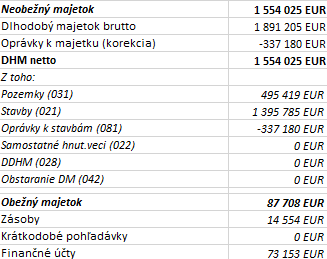 Neobežný majetok 1 554 025 EUR
Dlhodobý majetok brutto 1 891 205 EUR
Oprávky k majetku (korekcia) -337 180 EUR
DHM netto 1 554 025 EUR
Z toho:
Pozemky (031) 495 419 EUR
Stavby (021) 1 395 785 EUR
Oprávky k stavbám (081) -337 180 EUR
Samostatné hnut.veci (022) 0 EUR
DDHM (028) 0 EUR
Obstaranie DM (042) 0 EUR
Obežný majetok 87 708 EUR
Zásoby 14 554 EUR
Krátkodobé pohľadávky 0 EUR
Finančné účty 73 153 EUR